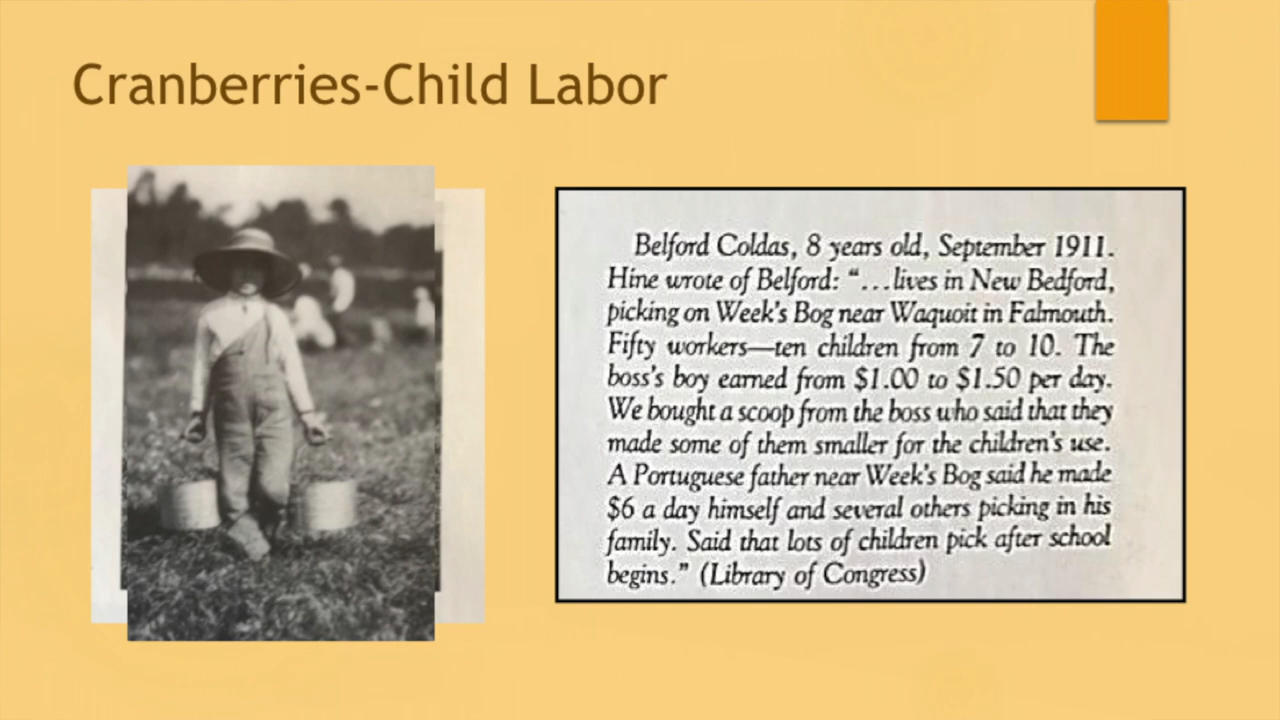 Cranberries-Child Labor
Belford Coldas, 8 years old, September 1911.
Hine wrote of Belford: “...lives in New Bedford,
picking on Week's Bog near Waquoit in Falmouth.
Fifty workers—ten children from 7 to 10. The
boss's boy earned from $1.00 to $1.50 per day.
We bought a scoop from the boss who said that they
made some of them smaller for the children's use.
A Portuguese father near Week's Bog said he made
$6 a day himself and several others picking in his
family. Said that lots of children pick after school
begins.” (Library of Congress)